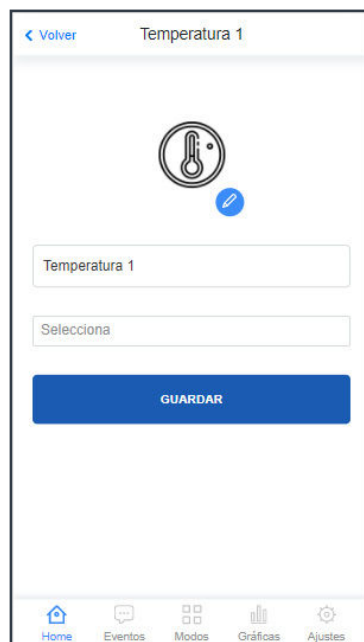 Volver Temperatura 1
Temperatura 1
Selecciona
GUARDAR
Home Eventos Modos Gráficas Ajustes